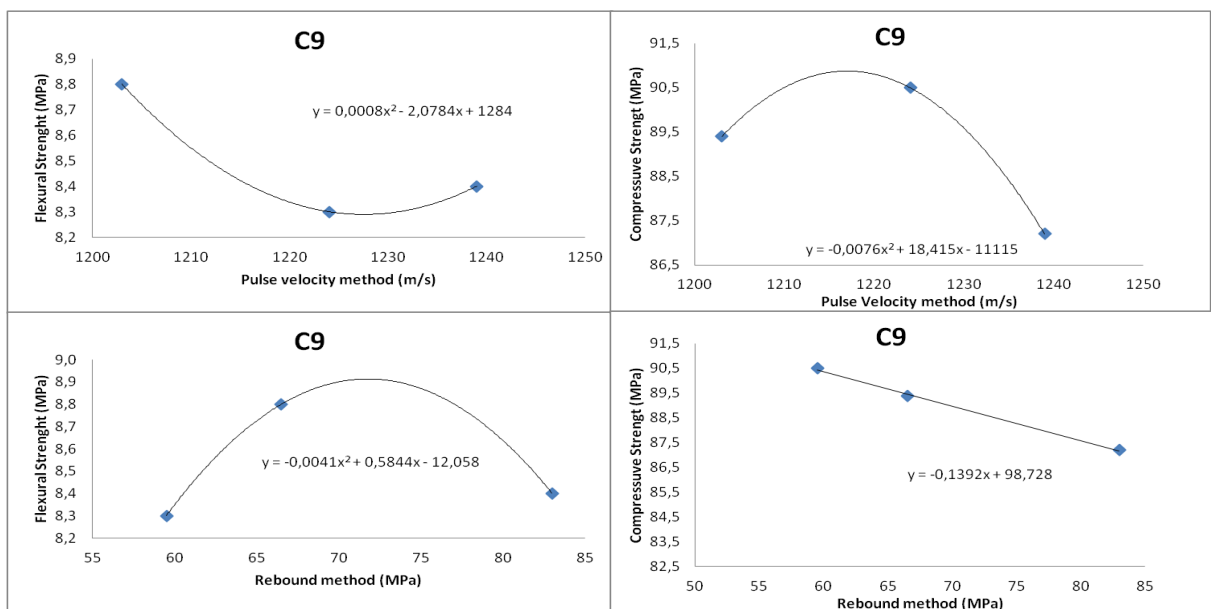 C9
8,9
8,8
8,7
8,6
8,5
8,4
8,3
8,2
Flexural Strenght (MPa)
y = 0,0008x² - 2,0784x + 1284
1200 1210 1220 1230 1240 1250
Pulse velocity method (m/s)
C9
91,5
90,5
89,5
88,5
87,5
86,5
Compressuve Strengt (MPa)
y = -0,0076x² + 18,415x - 11115
1200 1210 1220 1230 1240 1250
Pulse Velocity method (m/s)
C9
9,0
8,9
8,8
8,7
8,6
8,5
8,4
8,3
8,2
Flexural Strenght (MPa)
y = -0,0041x² + 0,5844x - 12,058
55 60 65 70 75 80 85
Rebound method (MPa)
C9
91,5
90,5
89,5
88,5
87,5
86,5
85,5
84,5
83,5
82,5
Compressuve Strengt (MPa)
y = -0,1392x + 98,728
50 55 60 65 70 75 80 85
Rebound method (MPa)